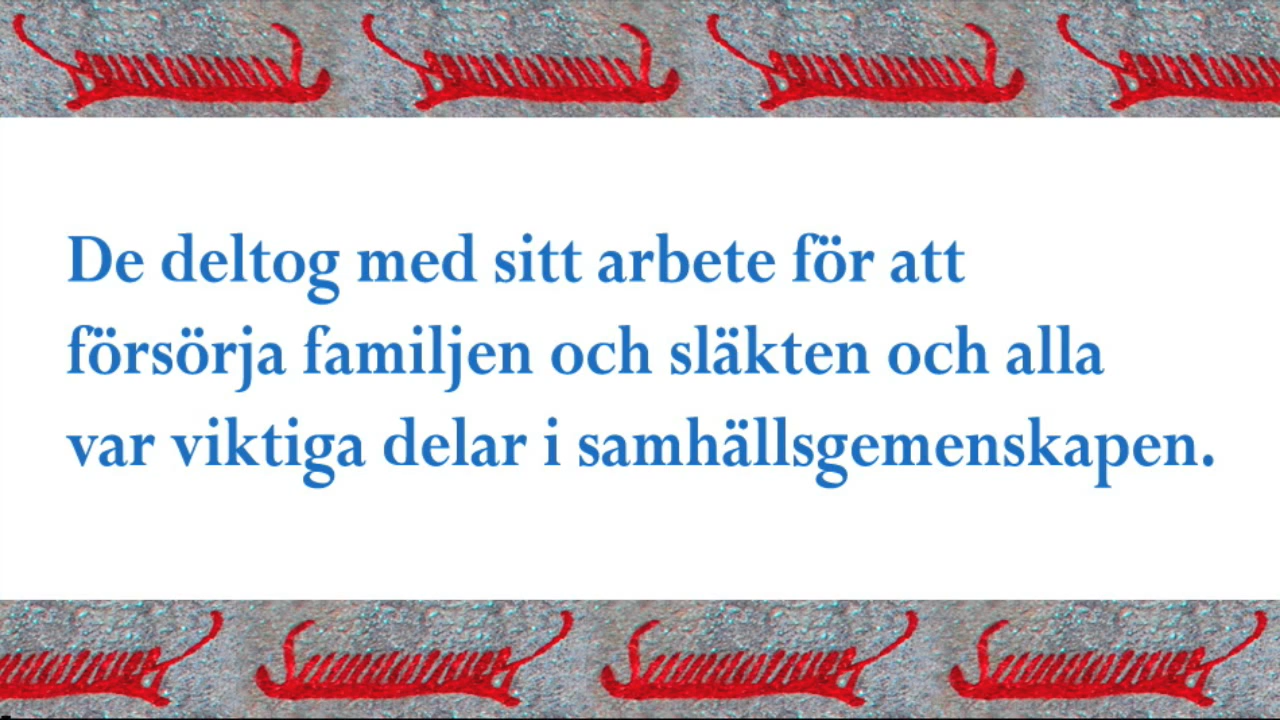 De deltog med sitt arbete för att
försörja familjen och släkten och alla
var viktiga delar i samhällsgemenskapen.